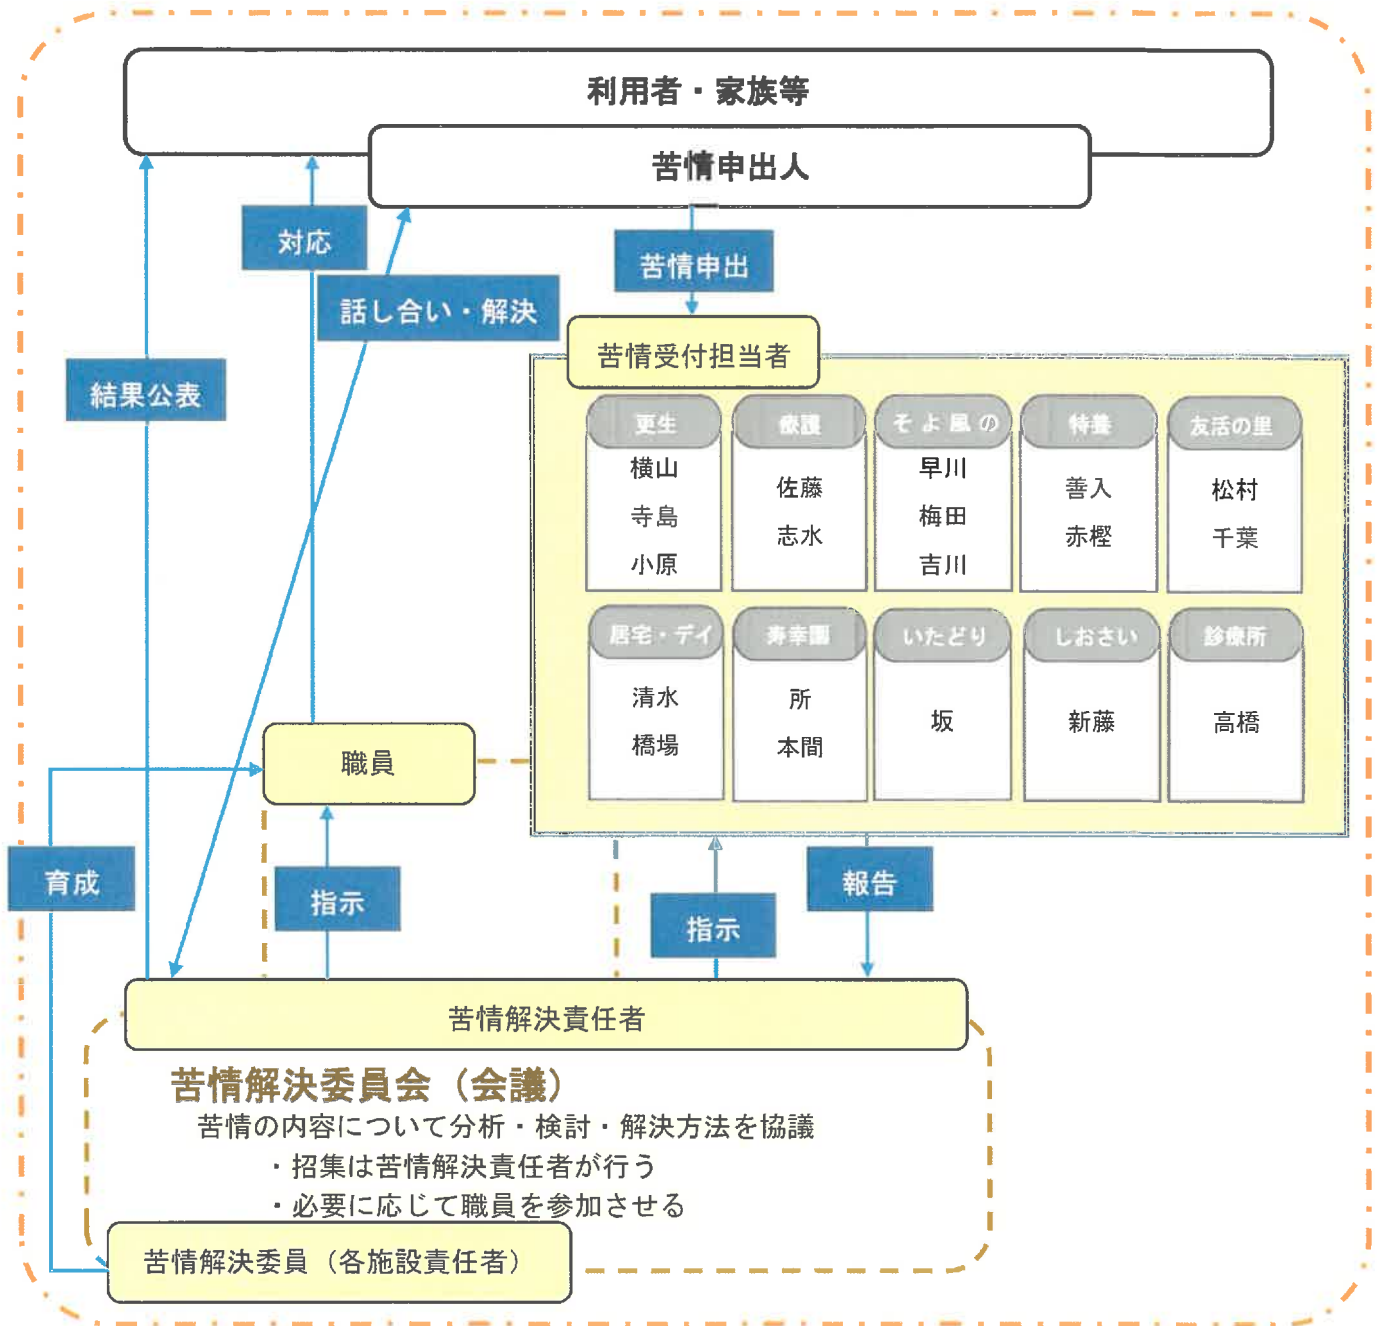 利用者・家族等
苦情申出人
対応
苦情申出
話し合い・解決
苦情受付担当者
結果公表
更生
横山
寺島
小原
療護
佐藤
志水
そよ風の
早川
梅田
吉川
特養
善入
赤樫
友活の里
松村
千葉
居宅・デイ
清水
橋場
寿幸園
所
本間
いたどり
坂
しおさい
新藤
診療所
高橋
職員
育成
指示
指示
報告
苦情解決責任者
苦情解決委員会（会議）
苦情の内容について分析・検討・解決方法を協議
・招集は苦情解決責任者が行う
・必要に応じて職員を参加させる
苦情解決委員（各施設責任者）